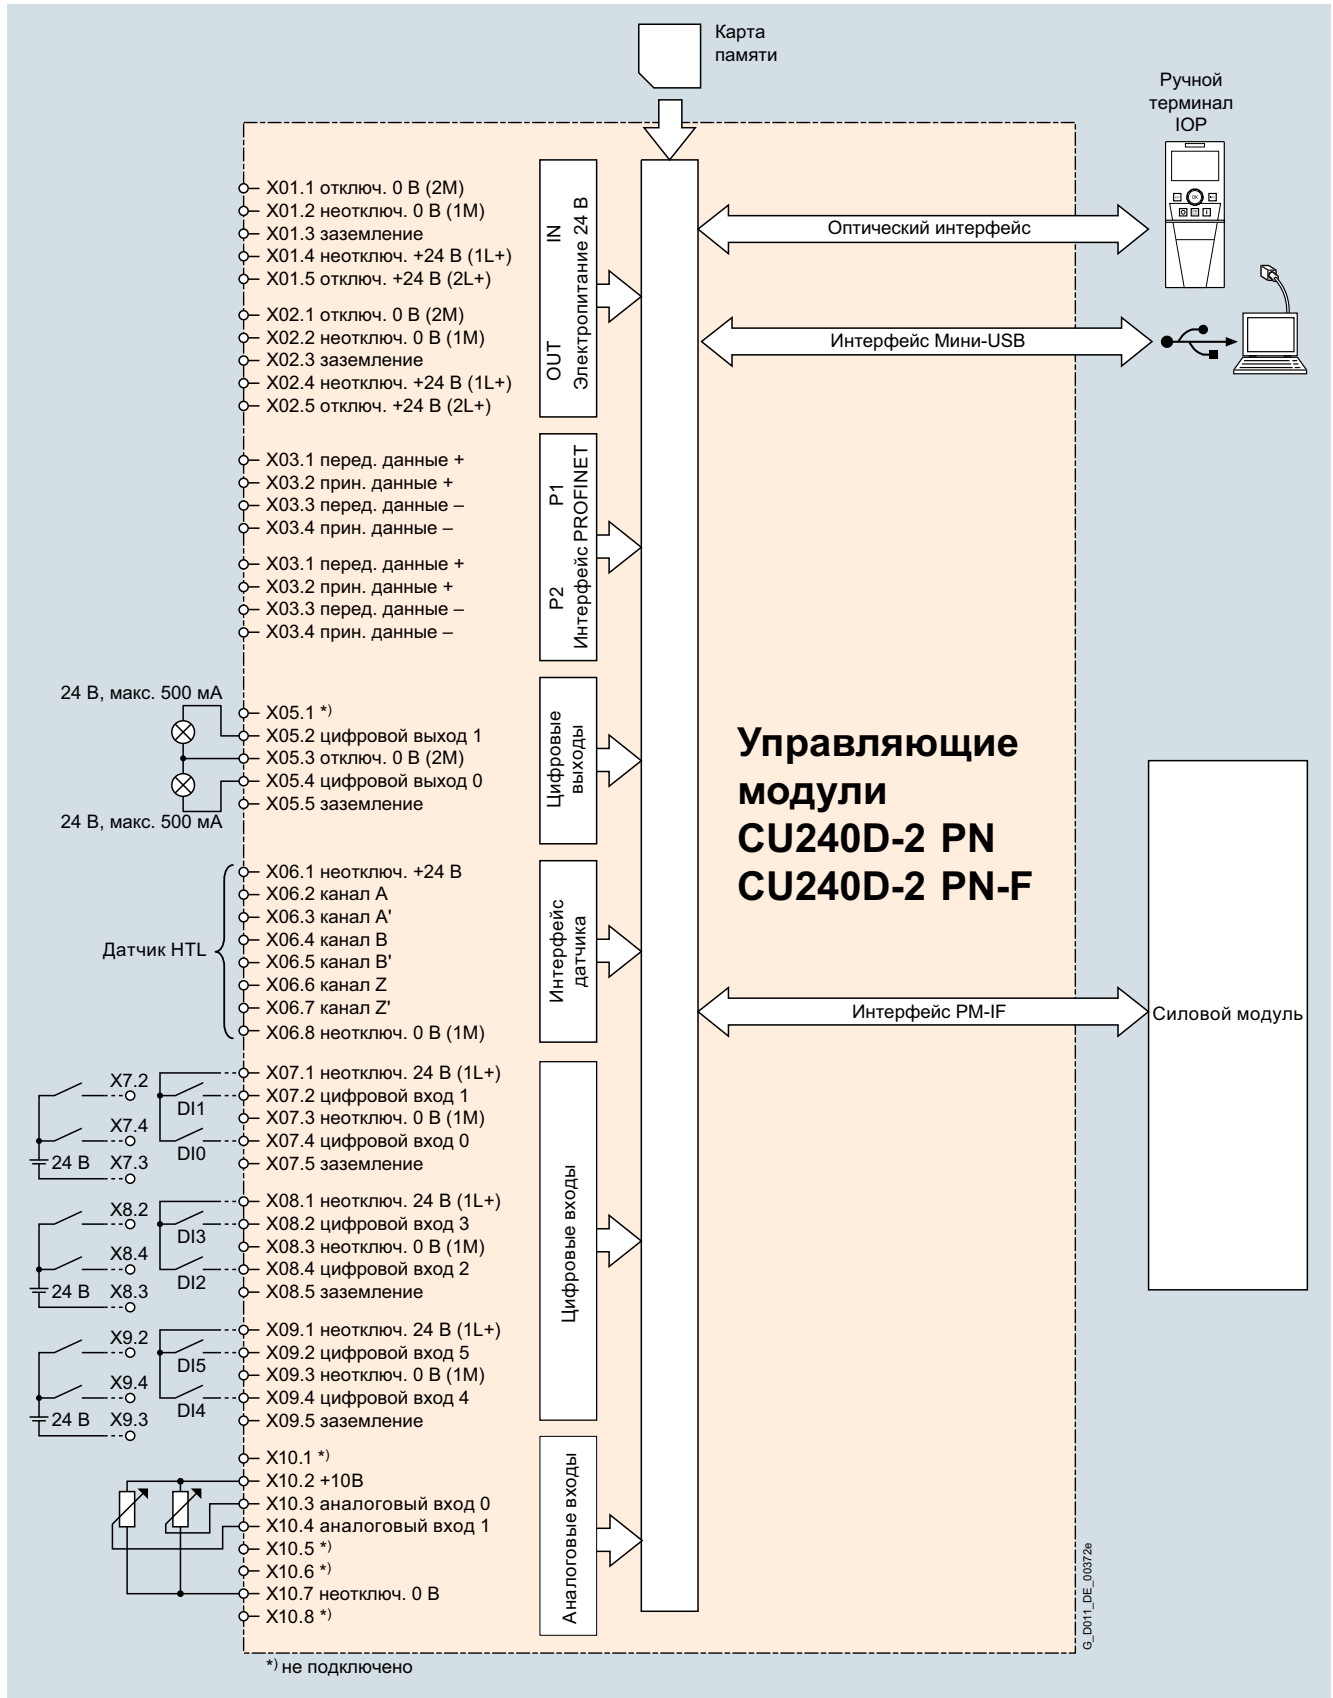 Карта
памяти
Ручной
терминал
IOP
X01.1 отключ. 0 В (2M)
X01.2 неотключ. 0 В (1M)
X01.3 заземление
X01.4 неотключ. +24 В (1L+)
X01.5 отключ. +24 В (2L+)
X02.1 отключ. 0 В (2M)
X02.2 неотключ. 0 В (1M)
X02.3 заземление
X02.4 неотключ. +24 В (1L+)
X02.5 отключ. +24 В (2L+)
IN
OUT
Электропитание 24 В
Оптический интерфейс
Интерфейс Мини-USB
OK
X03.1 перед. данные +
X03.2 прин. данные +
X03.3 перед. данные –
X03.4 прин. данные –
X03.1 перед. данные +
X03.2 прин. данные +
X03.3 перед. данные –
X03.4 прин. данные –
P1
P2
Интерфейс PROFINET
24 В, макс. 500 мА
24 В, макс. 500 мА
X05.1 *)
X05.2 цифровой выход 1
X05.3 отключ. 0 В (2M)
X05.4 цифровой выход 0
X05.5 заземление
Цифровые
выходы
Управляющие
модули
CU240D-2 PN
CU240D-2 PN-F
Датчик HTL
X06.1 неотключ. +24 В
X06.2 канал A
X06.3 канал A'
X06.4 канал B
X06.5 канал B'
X06.6 канал Z
X06.7 канал Z'
X06.8 неотключ. 0 В (1M)
Интерфейс
датчика
Интерфейс PM-IF
Силовой модуль
X7.2
X7.4
24 В
X7.3
DI1
DI0
X07.1 неотключ. 24 В (1L+)
X07.2 цифровой вход 1
X07.3 неотключ. 0 В (1M)
X07.4 цифровой вход 0
X07.5 заземление
X8.2
X8.4
24 В
X8.3
DI3
DI2
X08.1 неотключ. 24 В (1L+)
X08.2 цифровой вход 3
X08.3 неотключ. 0 В (1M)
X08.4 цифровой вход 2
X08.5 заземление
X9.2
X9.4
24 В
X9.3
DI5
DI4
X09.1 неотключ. 24 В (1L+)
X09.2 цифровой вход 5
X09.3 неотключ. 0 В (1M)
X09.4 цифровой вход 4
X09.5 заземление
Цифровые входы
X10.1 *)
X10.2 +10В
X10.3 аналоговый вход 0
X10.4 аналоговый вход 1
X10.5 *)
X10.6 *)
X10.7 неотключ. 0 В
X10.8 *)
Аналоговые входы
*) не подключено
G_D011_DE_00372e